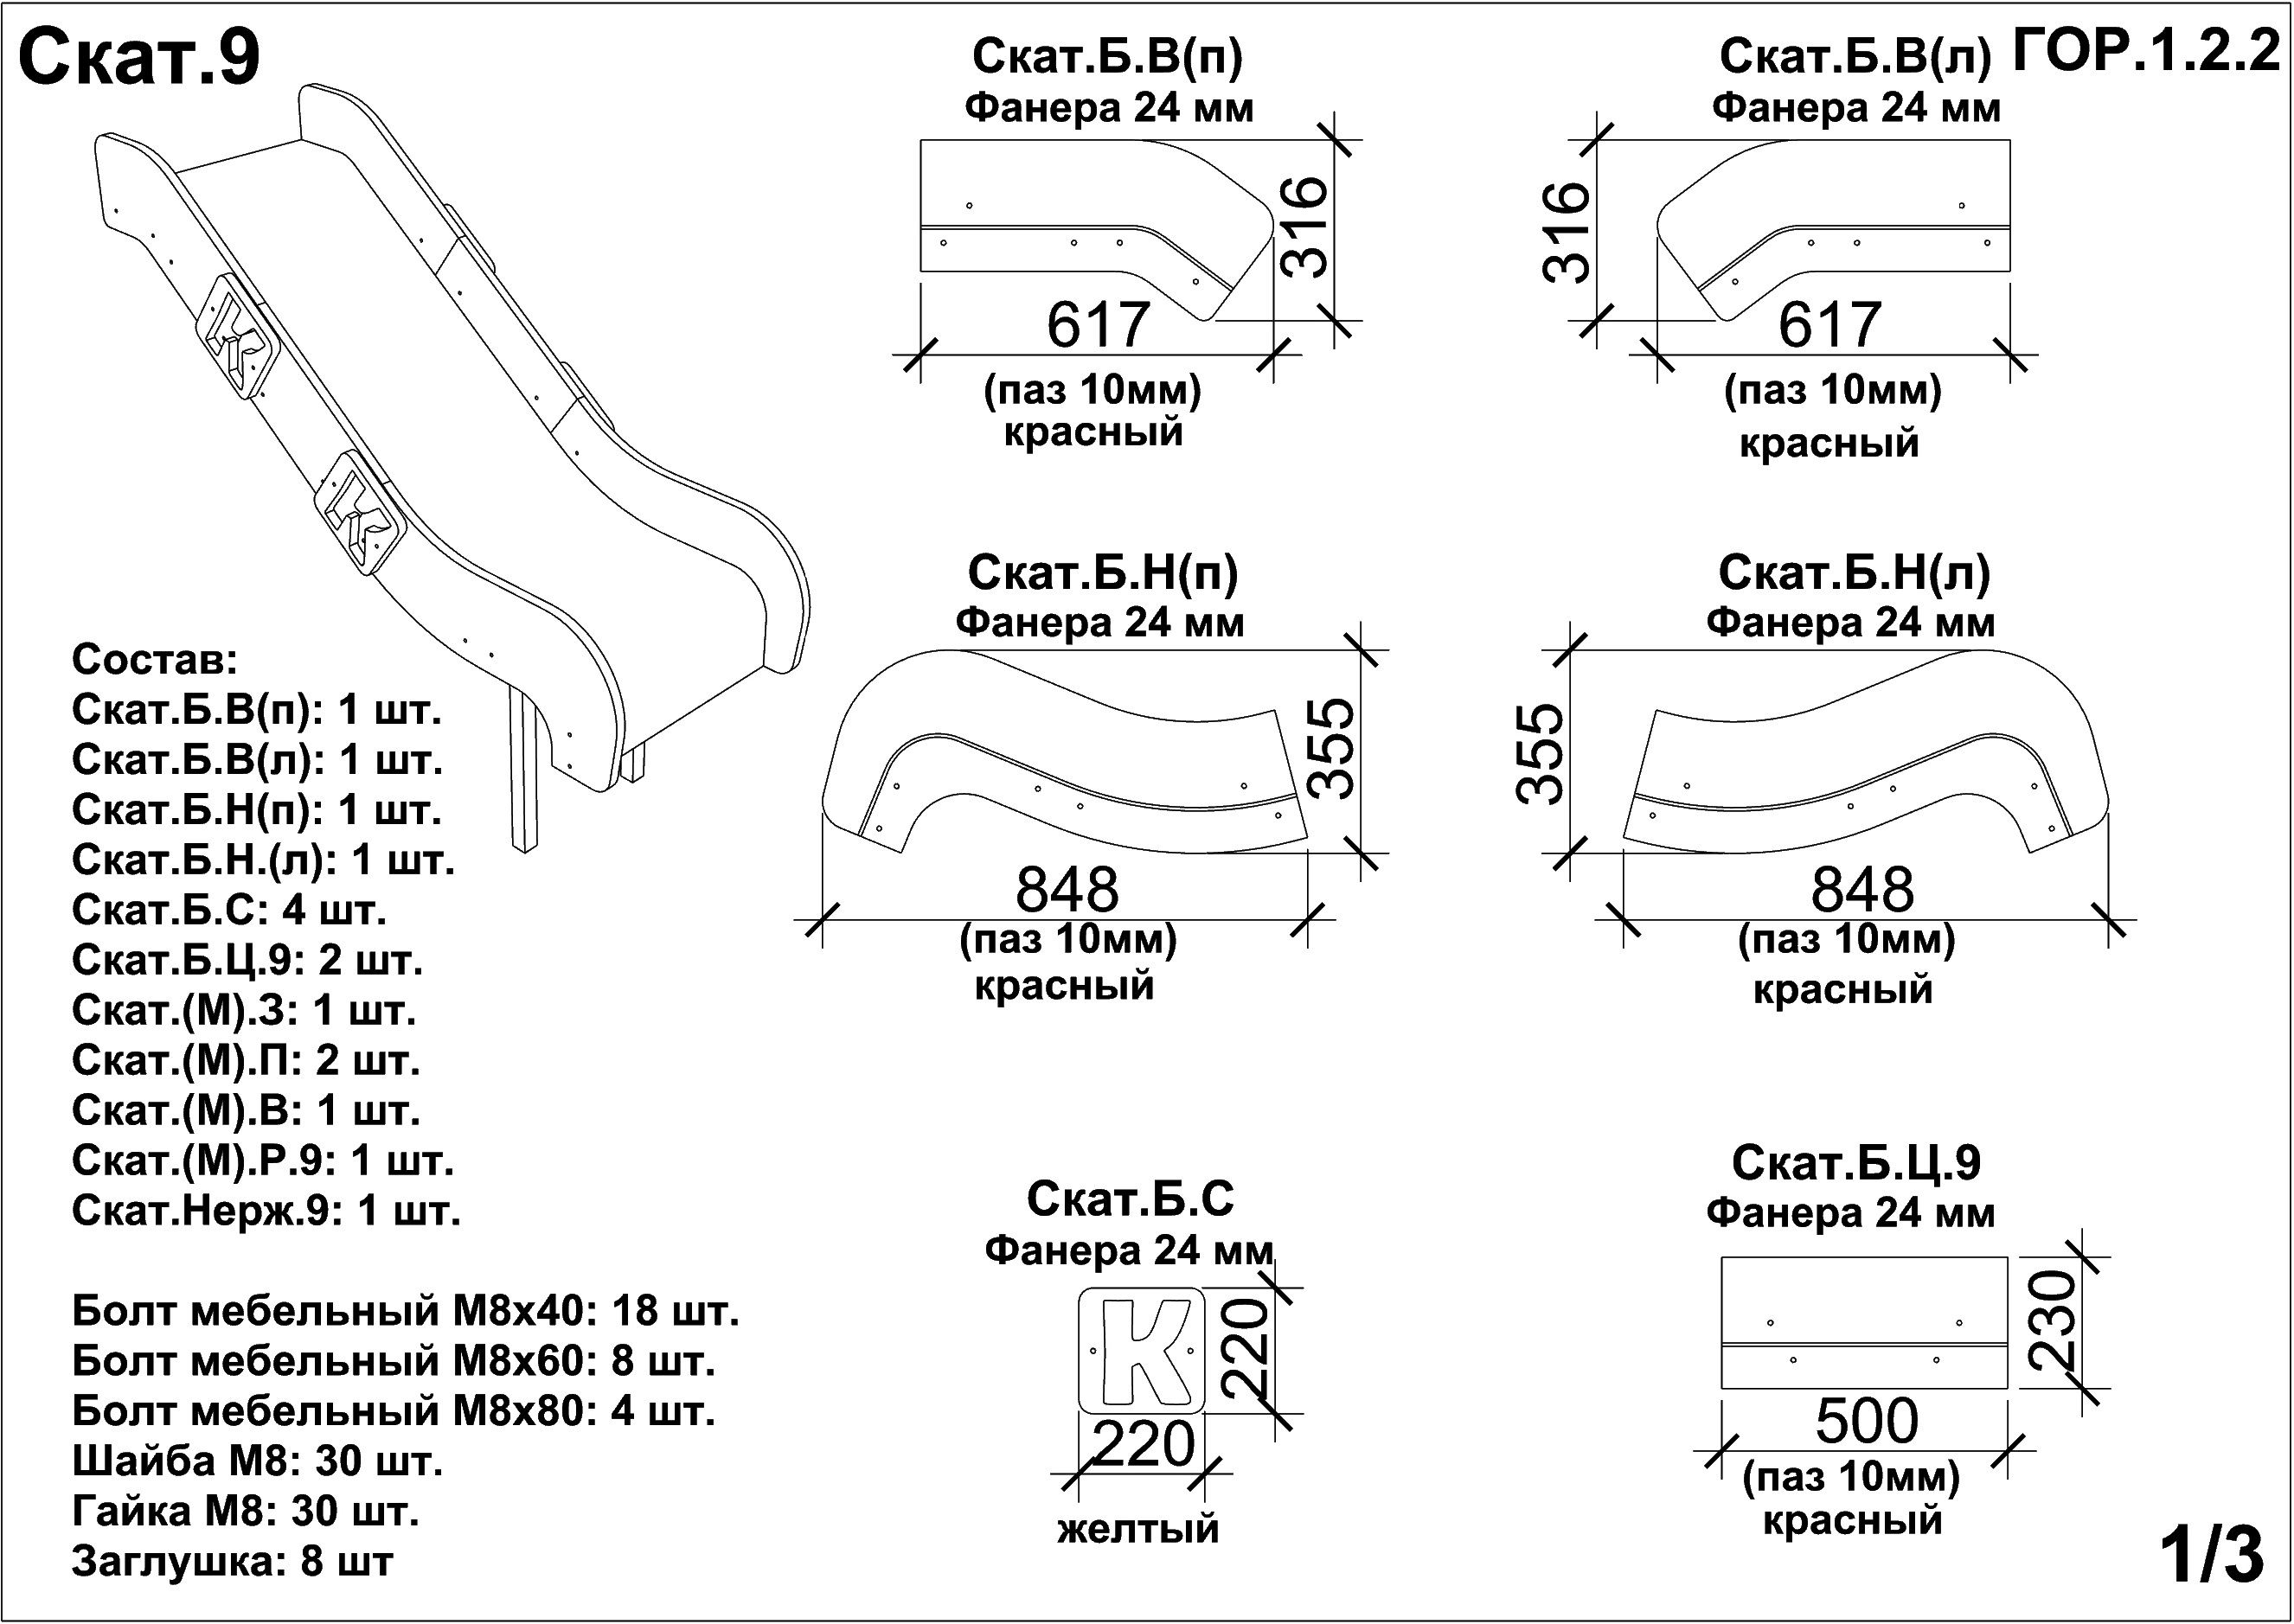 Скат.9
ГОР.1.2.2
Скат.Б.В(п)
Фанера 24 мм
316
617
(паз 10мм)
красный
Скат.Б.В(л)
Фанера 24 мм
316
617
(паз 10мм)
красный
Скат.Б.Н(п)
Фанера 24 мм
355
848
(паз 10мм)
красный
Скат.Б.Н(л)
Фанера 24 мм
355
848
(паз 10мм)
красный
Состав:
Скат.Б.В(п): 1 шт.
Скат.Б.В(л): 1 шт.
Скат.Б.Н(п): 1 шт.
Скат.Б.Н.(л): 1 шт.
Скат.Б.С: 4 шт.
Скат.Б.Ц.9: 2 шт.
Скат.(М).З: 1 шт.
Скат.(М).П: 2 шт.
Скат.(М).В: 1 шт.
Скат.(М).Р.9: 1 шт.
Скат.Нерж.9: 1 шт.
Болт мебельный М8х40: 18 шт.
Болт мебельный М8х60: 8 шт.
Болт мебельный М8х80: 4 шт.
Шайба М8: 30 шт.
Гайка М8: 30 шт.
Заглушка: 8 шт
Скат.Б.С
Фанера 24 мм
К
220
220
желтый
Скат.Б.Ц.9
Фанера 24 мм
230
500
(паз 10мм)
красный
1/3